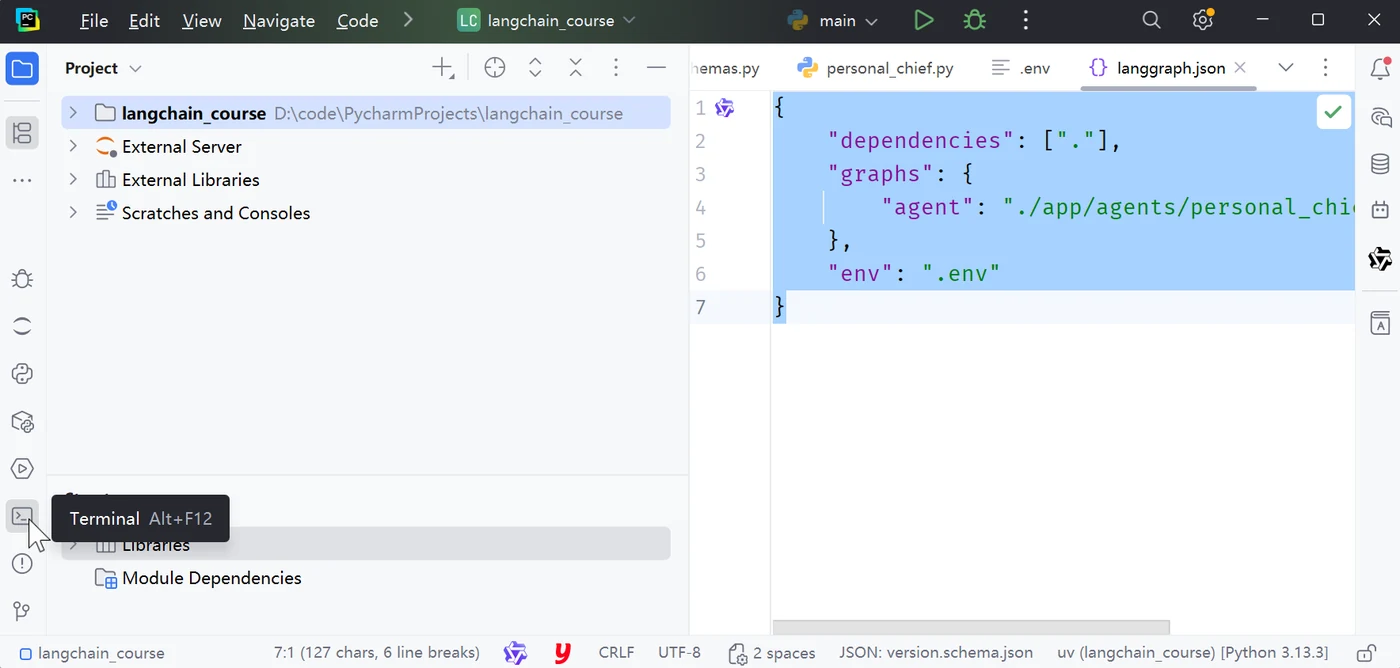 PC File Edit View Navigate Code LC langchain_course main
Project
langchain_course D:\code\PycharmProjects\langchain_course
External Server
External Libraries
Scratches and Consoles
Terminal Alt+F12
Libraries
Module Dependencies
hemas.py personal_chief.py .env {} langgraph.json
1 {
2 "dependencies": ["."],
3 "graphs": {
4 "agent": "./app/agents/personal_chi
5 },
6 "env": ".env"
7 }
langchain_course 7:1 (127 chars, 6 line breaks) y CRLF UTF-8 2 spaces JSON: version.schema.json uv (langchain_course) [Python 3.13.3]